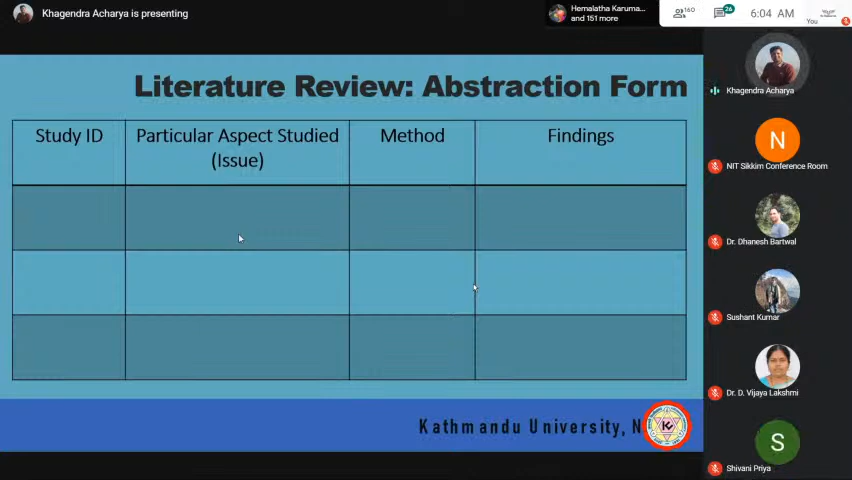 Khagendra Acharya is presenting
Hemalatha Karuma...
and 151 more
160
26
6:04 AM
You
Literature Review: Abstraction Form
Study ID
Particular Aspect Studied
(Issue)
Method
Findings
Kathmandu University, N
Khagendra Acharya
N
NIT Sikkim Conference Room
Dr. Dhanesh Bartwal
Sushant Kumar
Dr. D. Vijaya Lakshmi
S
Shivani Priya